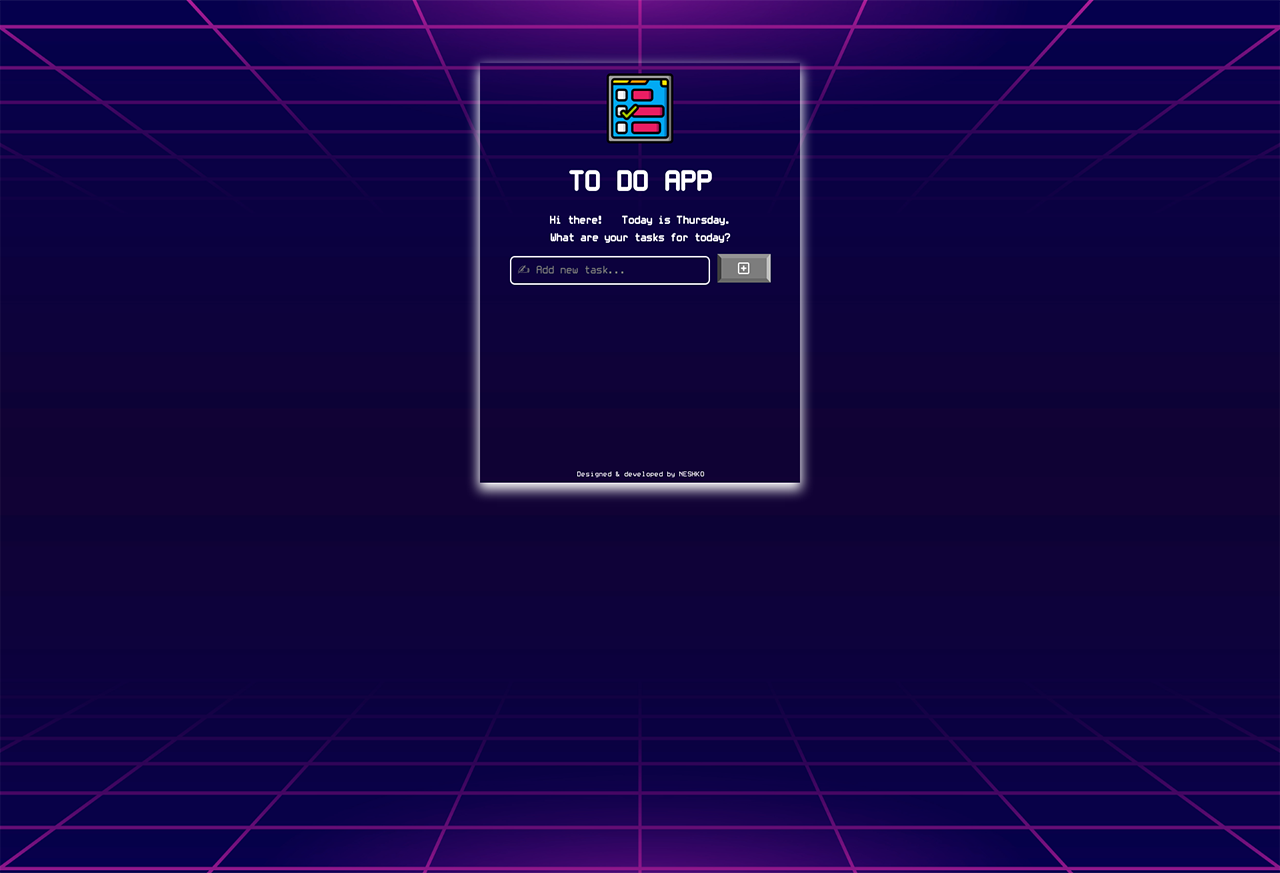 TO DO APP
Hi there! Today is Thursday.
What are your tasks for today?
✍ Add new task...
Designed & developed by NESHKO